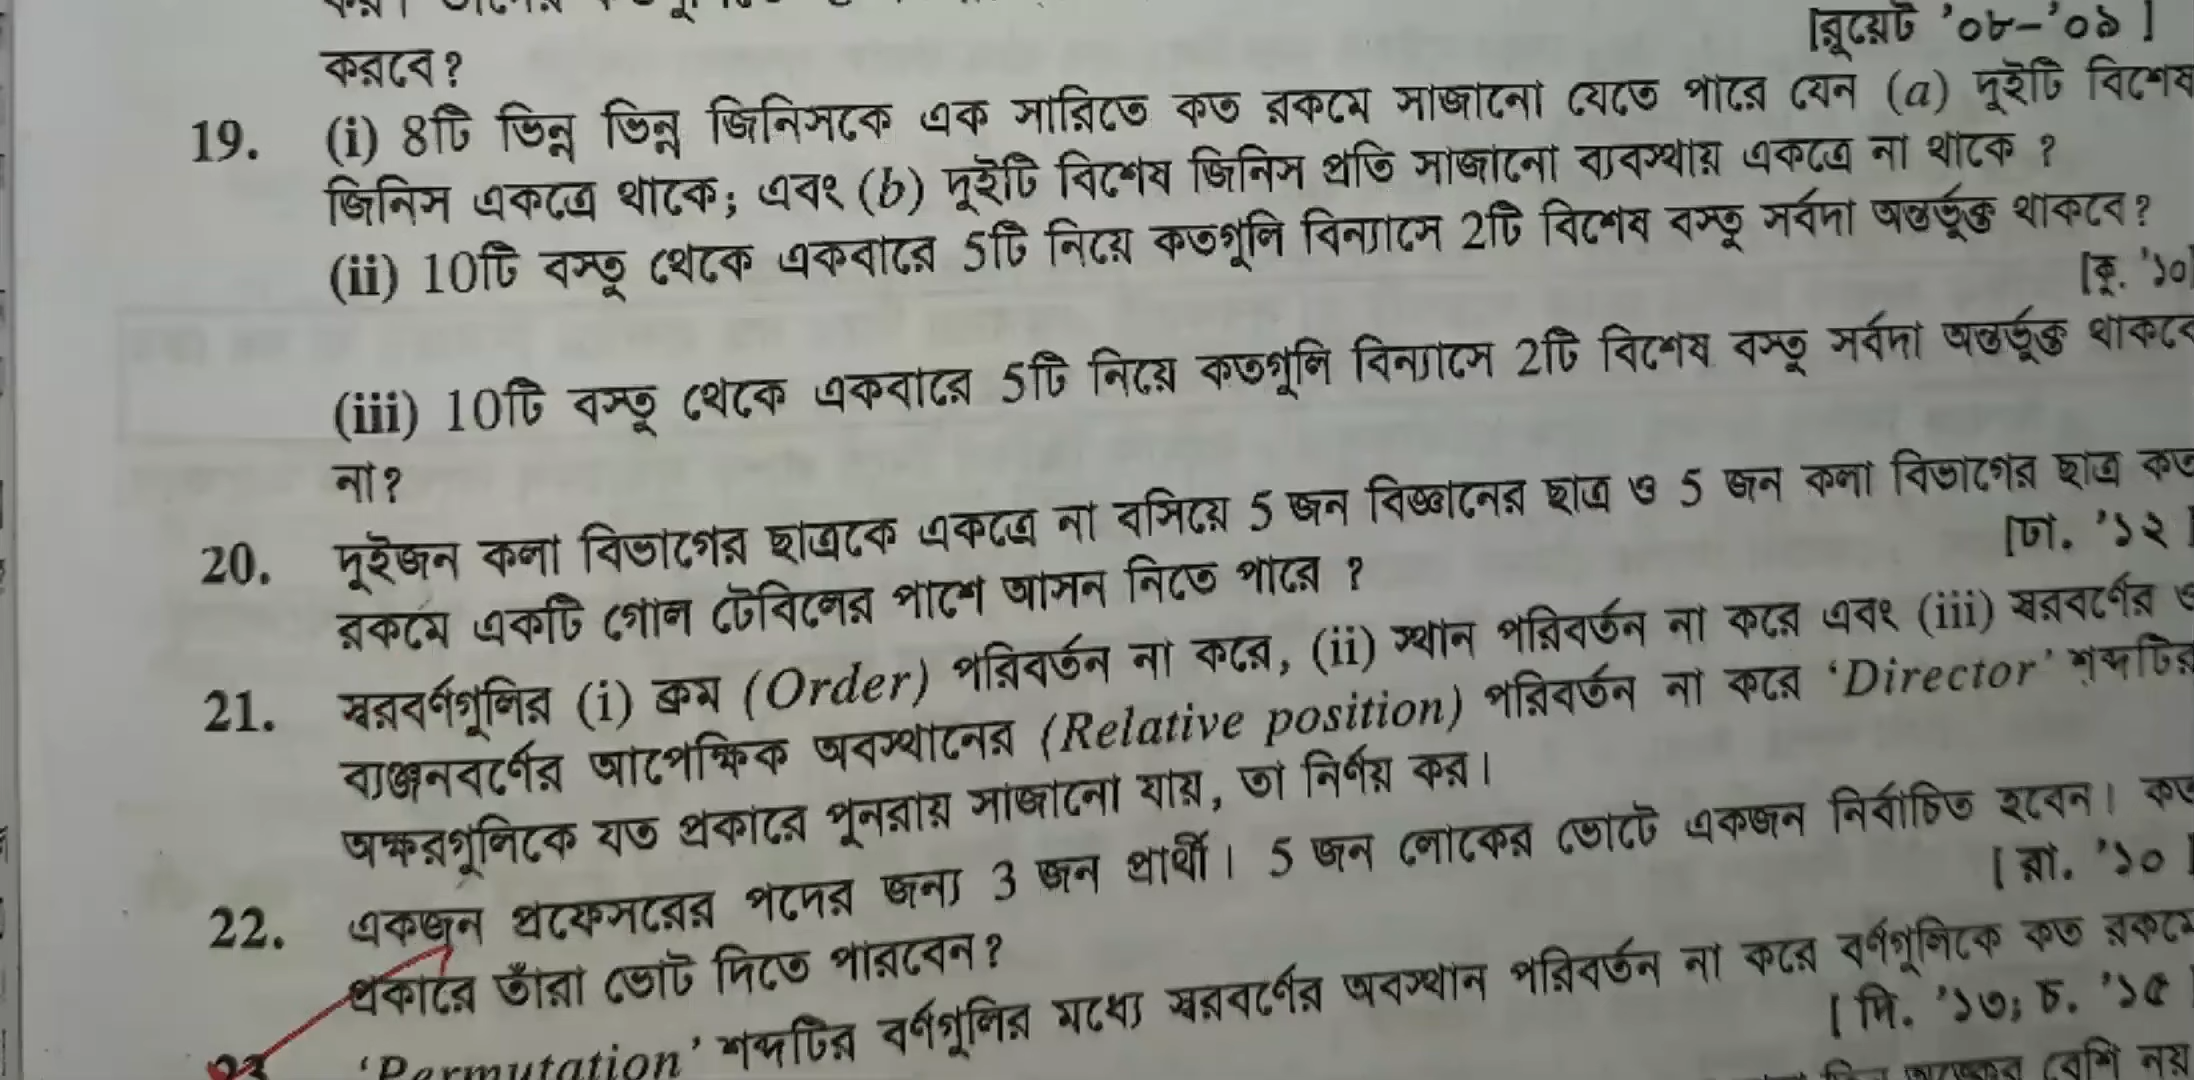 করবে?
[বুয়েট '০৮–'০৯ ]
19. (i) 8টি ভিন্ন ভিন্ন জিনিসকে এক সারিতে কত রকমে সাজানো যেতে পারে যেন (a) দুইটি বিশেষ
জিনিস একত্রে থাকে; এবং (b) দুইটি বিশেষ জিনিস প্রতি সাজানো ব্যবস্থায় একত্রে না থাকে ?
(ii) 10টি বস্তু থেকে একবারে 5টি নিয়ে কতগুলি বিন্যাসে 2টি বিশেষ বস্তু সর্বদা অন্তর্ভুক্ত থাকবে?
[কু. '১০]
(iii) 10টি বস্তু থেকে একবারে 5টি নিয়ে কতগুলি বিন্যাসে 2টি বিশেষ বস্তু সর্বদা অন্তর্ভুক্ত থাকবে
না?
20. দুইজন কলা বিভাগের ছাত্রকে একত্রে না বসিয়ে 5 জন বিজ্ঞানের ছাত্র ও 5 জন কলা বিভাগের ছাত্র কত
রকমে একটি গোল টেবিলের পাশে আসন নিতে পারে ?
[ঢা. '১২ ]
21. স্বরবর্ণগুলির (i) ক্রম (Order) পরিবর্তন না করে, (ii) স্থান পরিবর্তন না করে এবং (iii) স্বরবর্ণের ও
ব্যঞ্জনবর্ণের আপেক্ষিক অবস্থানের (Relative position) পরিবর্তন না করে 'Director' শব্দটির
অক্ষরগুলিকে যত প্রকারে পুনরায় সাজানো যায়, তা নির্ণয় কর।
22. একজন প্রফেসরের পদের জন্য 3 জন প্রার্থী। 5 জন লোকের ভোটে একজন নির্বাচিত হবেন। কত
প্রকারে তাঁরা ভোট দিতে পারবেন?
[ রা. '১০ ]
'Permutation' শব্দটির বর্ণগুলির মধ্যে স্বরবর্ণের অবস্থান পরিবর্তন না করে বর্ণগুলিকে কত রকমে
[ সি. '১৩; চ. '১৫ ]
বেশি নয়